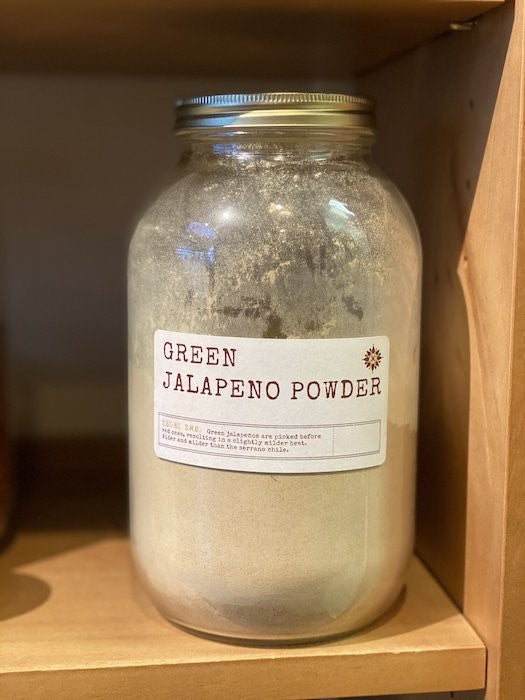 GREEN
JALAPENO POWDER
Green jalapenos are picked before
red ones, resulting in a slightly milder heat.
and milder than the serrano chile.